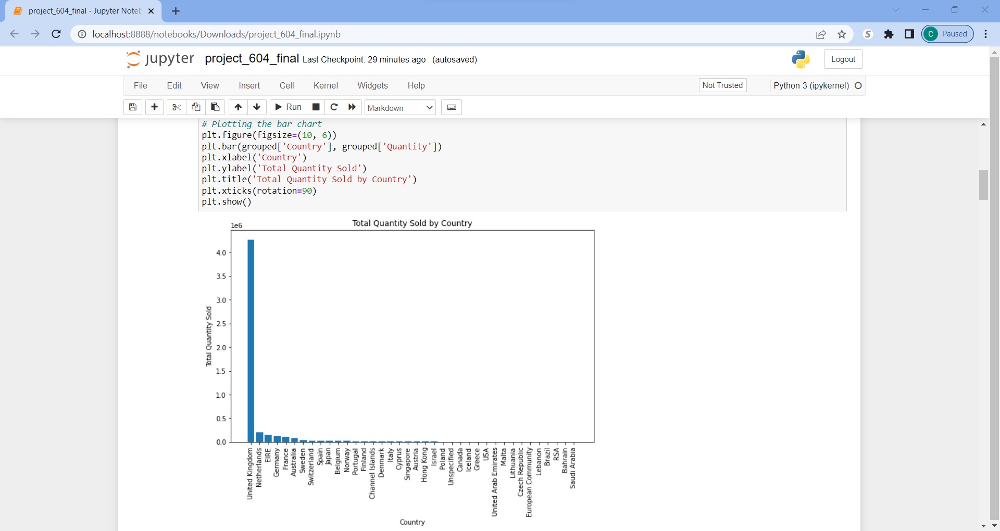 project_604_final - Jupyter Noteb
localhost:8888/notebooks/Downloads/project_604_final.ipynb
S
C Paused
jupyter project_604_final Last Checkpoint: 29 minutes ago (autosaved)
Logout
File Edit View Insert Cell Kernel Widgets Help
Not Trusted
Python 3 (ipykernel)
Run
Markdown
# Plotting the bar chart
plt.figure(figsize=(10, 6))
plt.bar(grouped['Country'], grouped['Quantity'])
plt.xlabel('Country')
plt.ylabel('Total Quantity Sold')
plt.title('Total Quantity Sold by Country')
plt.xticks(rotation=90)
plt.show()
Total Quantity Sold by Country
1e6
4.0
3.5
3.0
2.5
2.0
1.5
1.0
0.5
0.0
Total Quantity Sold
United Kingdom
Netherlands
EIRE
Germany
France
Australia
Sweden
Switzerland
Spain
Japan
Belgium
Norway
Portugal
Finland
Channel Islands
Denmark
Italy
Cyprus
Singapore
Austria
Hong Kong
Israel
Poland
Unspecified
Canada
Iceland
Greece
USA
United Arab Emirates
Malta
Lithuania
Czech Republic
European Community
Lebanon
Brazil
RSA
Bahrain
Saudi Arabia
Country